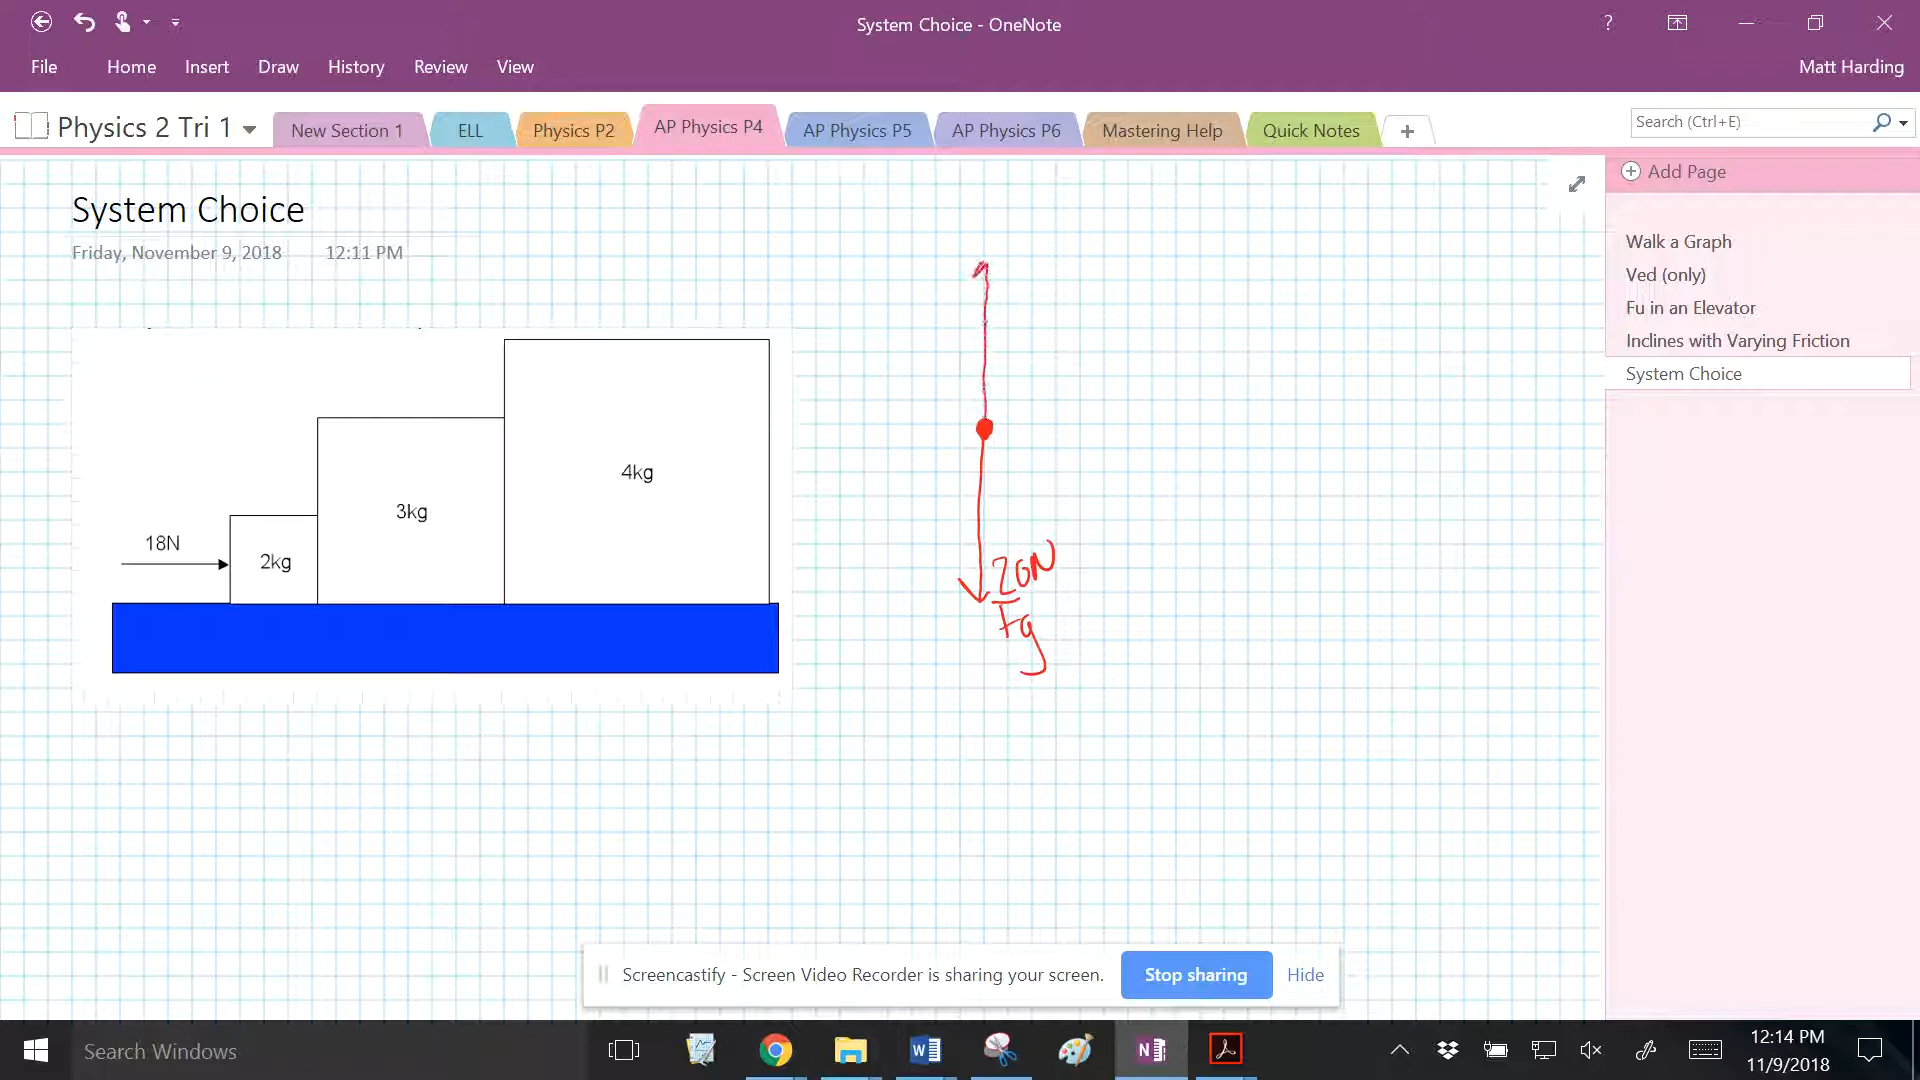 System Choice - OneNote
?
File Home Insert Draw History Review View
Matt Harding
Physics 2 Tri 1
New Section 1
ELL
Physics P2
AP Physics P4
AP Physics P5
AP Physics P6
Mastering Help
Quick Notes
+
Search (Ctrl+E)
Add Page
Walk a Graph
Ved (only)
Fu in an Elevator
Inclines with Varying Friction
System Choice
System Choice
Friday, November 9, 2018 12:11 PM
18N
2kg
3kg
4kg
20N
Fg
Screencastify - Screen Video Recorder is sharing your screen.
Stop sharing
Hide
Search Windows
12:14 PM
11/9/2018